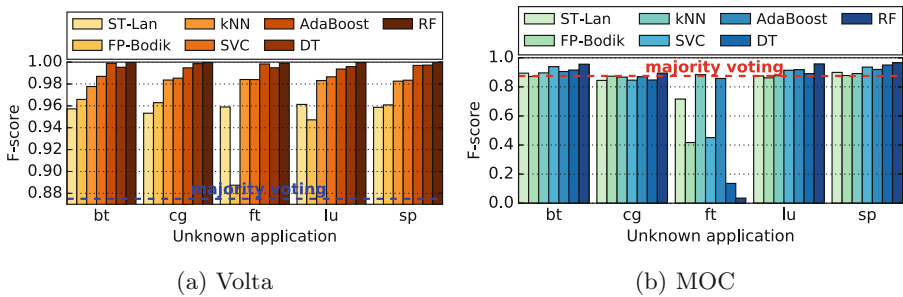 ST-Lan kNN AdaBoost RF
FP-Bodik SVC DT
1.00
0.98
0.96
0.94
0.92
0.90
0.88
F-score
majority voting
bt cg ft lu sp
Unknown application
(a) Volta
ST-Lan kNN AdaBoost RF
FP-Bodik SVC DT
1.0
0.8
0.6
0.4
0.2
0.0
F-score
majority voting
bt cg ft lu sp
Unknown application
(b) MOC